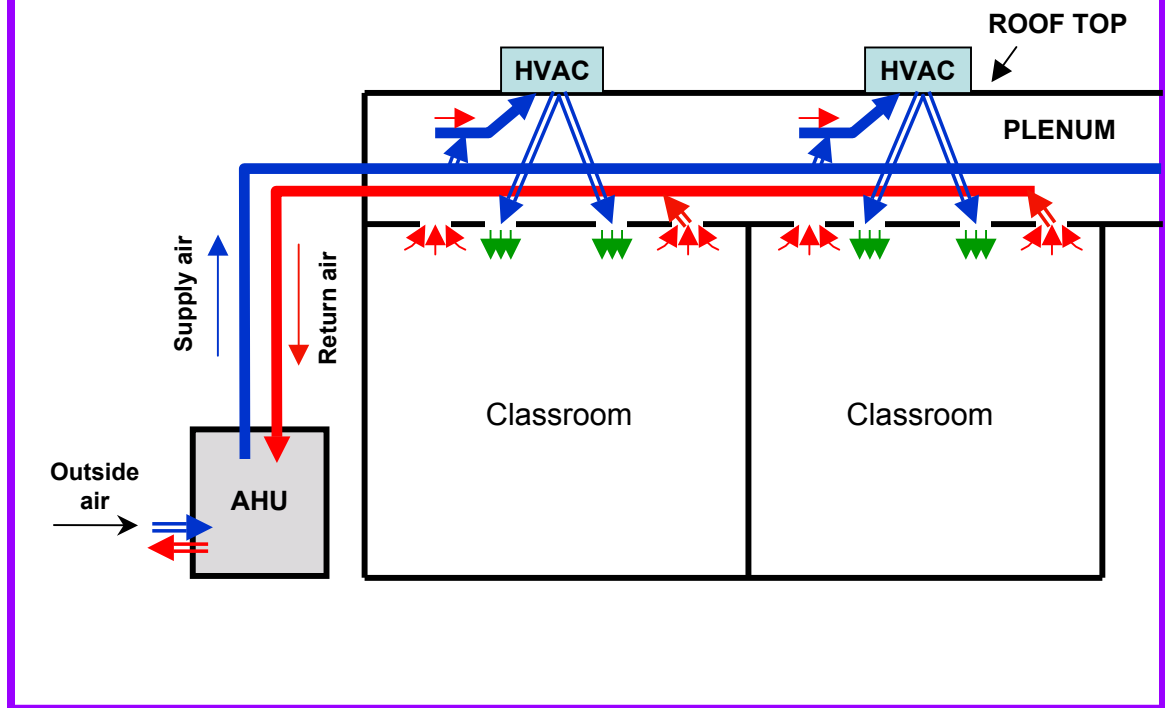 ROOF TOP
HVAC
HVAC
PLENUM
Supply air
Return air
Classroom
Classroom
Outside
air
AHU